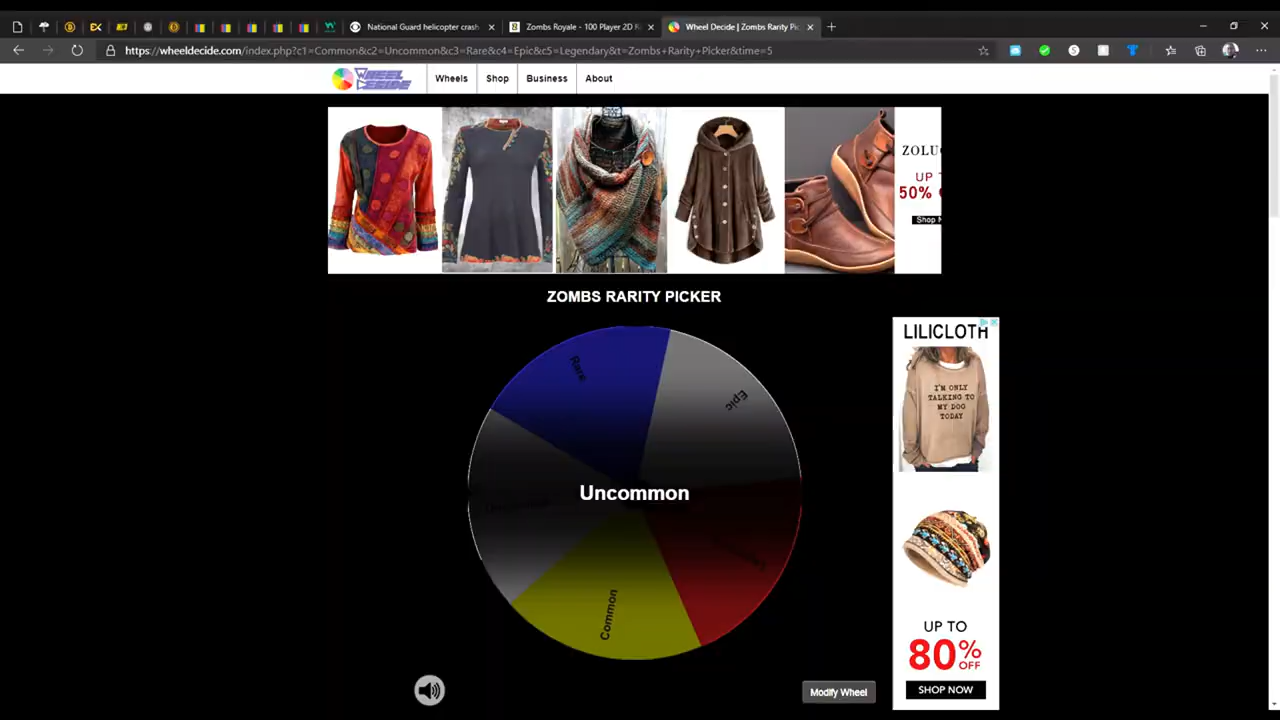 National Guard helicopter crash
Zombs Royale - 100 Player 2D
Wheel Decide | Zombs Rarity Pi
https://wheeldecide.com/index.php?c1=Common&c2=Uncommon&c3=Rare&c4=Epic&c5=Legendary&t=Zombs+Rarity+Picker&time=5
WHEEL DECIDE
Wheels
Shop
Business
About
ZOLUC
UP T
50%
Shop N
ZOMBS RARITY PICKER
Rare
Epic
Uncommon
Common
Modify Wheel
LILICLOTH
I'M ONLY
TALKING TO
MY DOG
TODAY
UP TO
80% OFF
SHOP NOW